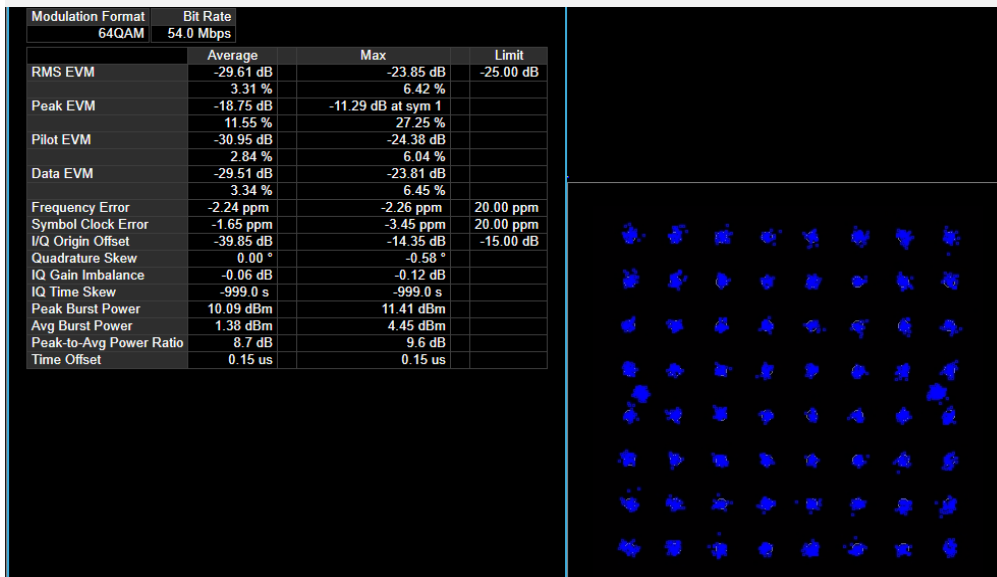 Modulation Format Bit Rate
64QAM 54.0 Mbps
Average Max Limit
RMS EVM -29.61 dB -23.85 dB -25.00 dB
3.31 % 6.42 %
Peak EVM -18.75 dB -11.29 dB at sym 1
11.55 % 27.25 %
Pilot EVM -30.95 dB -24.38 dB
2.84 % 6.04 %
Data EVM -29.51 dB -23.81 dB
3.34 % 6.45 %
Frequency Error -2.24 ppm -2.26 ppm 20.00 ppm
Symbol Clock Error -1.65 ppm -3.45 ppm 20.00 ppm
I/Q Origin Offset -39.85 dB -14.35 dB -15.00 dB
Quadrature Skew 0.00 ° -0.58 °
IQ Gain Imbalance -0.06 dB -0.12 dB
IQ Time Skew -999.0 s -999.0 s
Peak Burst Power 10.09 dBm 11.41 dBm
Avg Burst Power 1.38 dBm 4.45 dBm
Peak-to-Avg Power Ratio 8.7 dB 9.6 dB
Time Offset 0.15 us 0.15 us